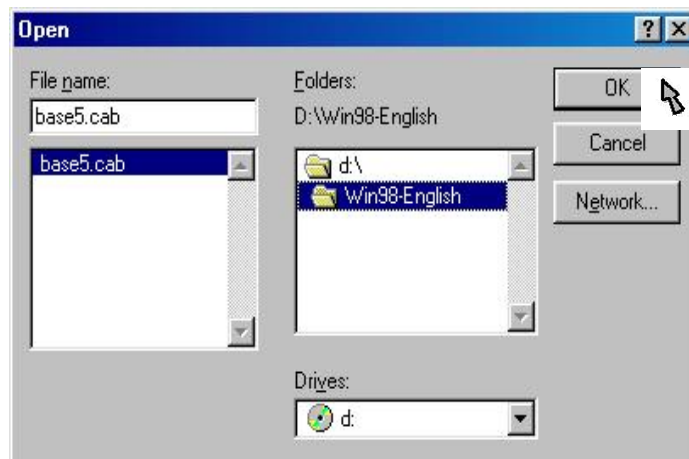 Open
File name:
base5.cab
base5.cab
Folders:
D:\Win98-English
d:\
Win98-English
Drives:
d:
OK
Cancel
Network...